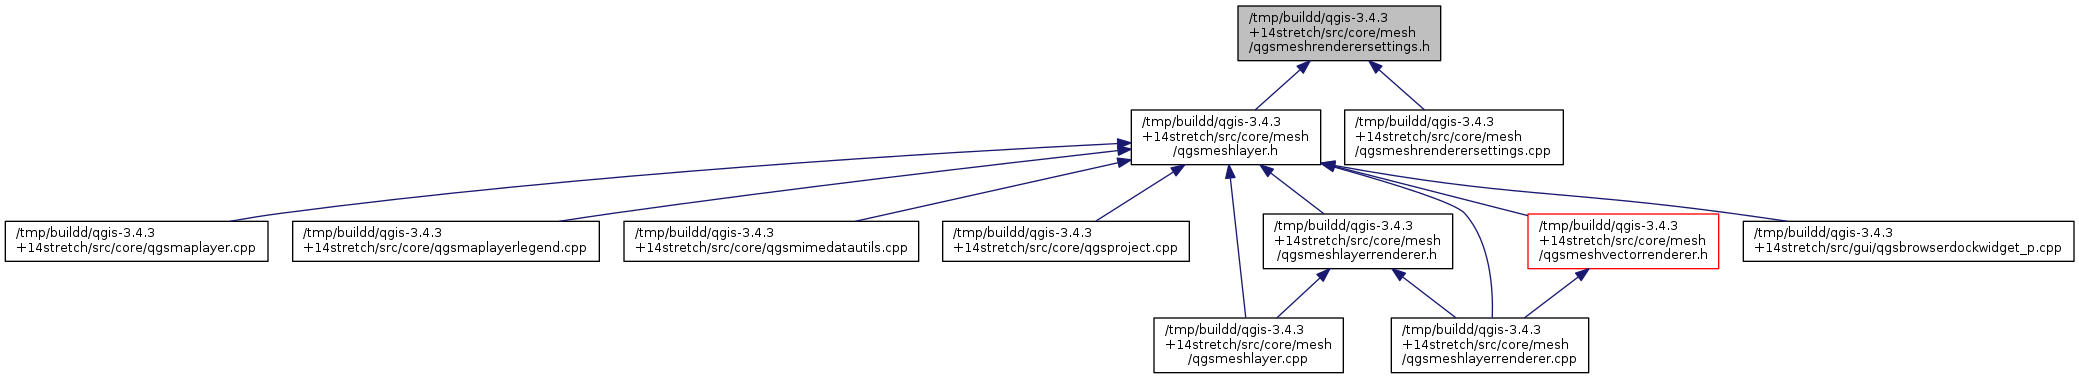 /tmp/buildd/qgis-3.4.3
+14stretch/src/core/mesh
/qgsmeshrenderersettings.h
/tmp/buildd/qgis-3.4.3
+14stretch/src/core/mesh
/qgsmeshlayer.h
/tmp/buildd/qgis-3.4.3
+14stretch/src/core/mesh
/qgsmeshrenderersettings.cpp
/tmp/buildd/qgis-3.4.3
+14stretch/src/core/qgsmaplayer.cpp
/tmp/buildd/qgis-3.4.3
+14stretch/src/core/qgsmaplayerlegend.cpp
/tmp/buildd/qgis-3.4.3
+14stretch/src/core/qgsmimedatautils.cpp
/tmp/buildd/qgis-3.4.3
+14stretch/src/core/qgsproject.cpp
/tmp/buildd/qgis-3.4.3
+14stretch/src/core/mesh
/qgsmeshlayerrenderer.h
/tmp/buildd/qgis-3.4.3
+14stretch/src/core/mesh
/qgsmeshvectorrenderer.h
/tmp/buildd/qgis-3.4.3
+14stretch/src/gui/qgsbrowserdockwidget_p.cpp
/tmp/buildd/qgis-3.4.3
+14stretch/src/core/mesh
/qgsmeshlayer.cpp
/tmp/buildd/qgis-3.4.3
+14stretch/src/core/mesh
/qgsmeshlayerrenderer.cpp